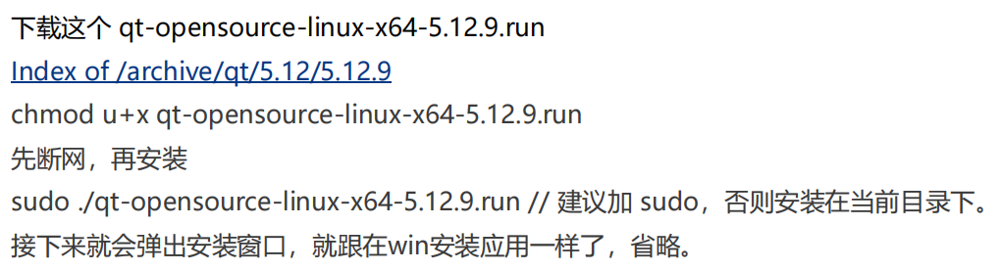 下载这个 qt-opensource-linux-x64-5.12.9.run
Index of /archive/qt/5.12/5.12.9
chmod u+x qt-opensource-linux-x64-5.12.9.run
先断网，再安装
sudo ./qt-opensource-linux-x64-5.12.9.run // 建议加 sudo，否则安装在当前目录下。
接下来就会弹出安装窗口，就跟在win安装应用一样了，省略。